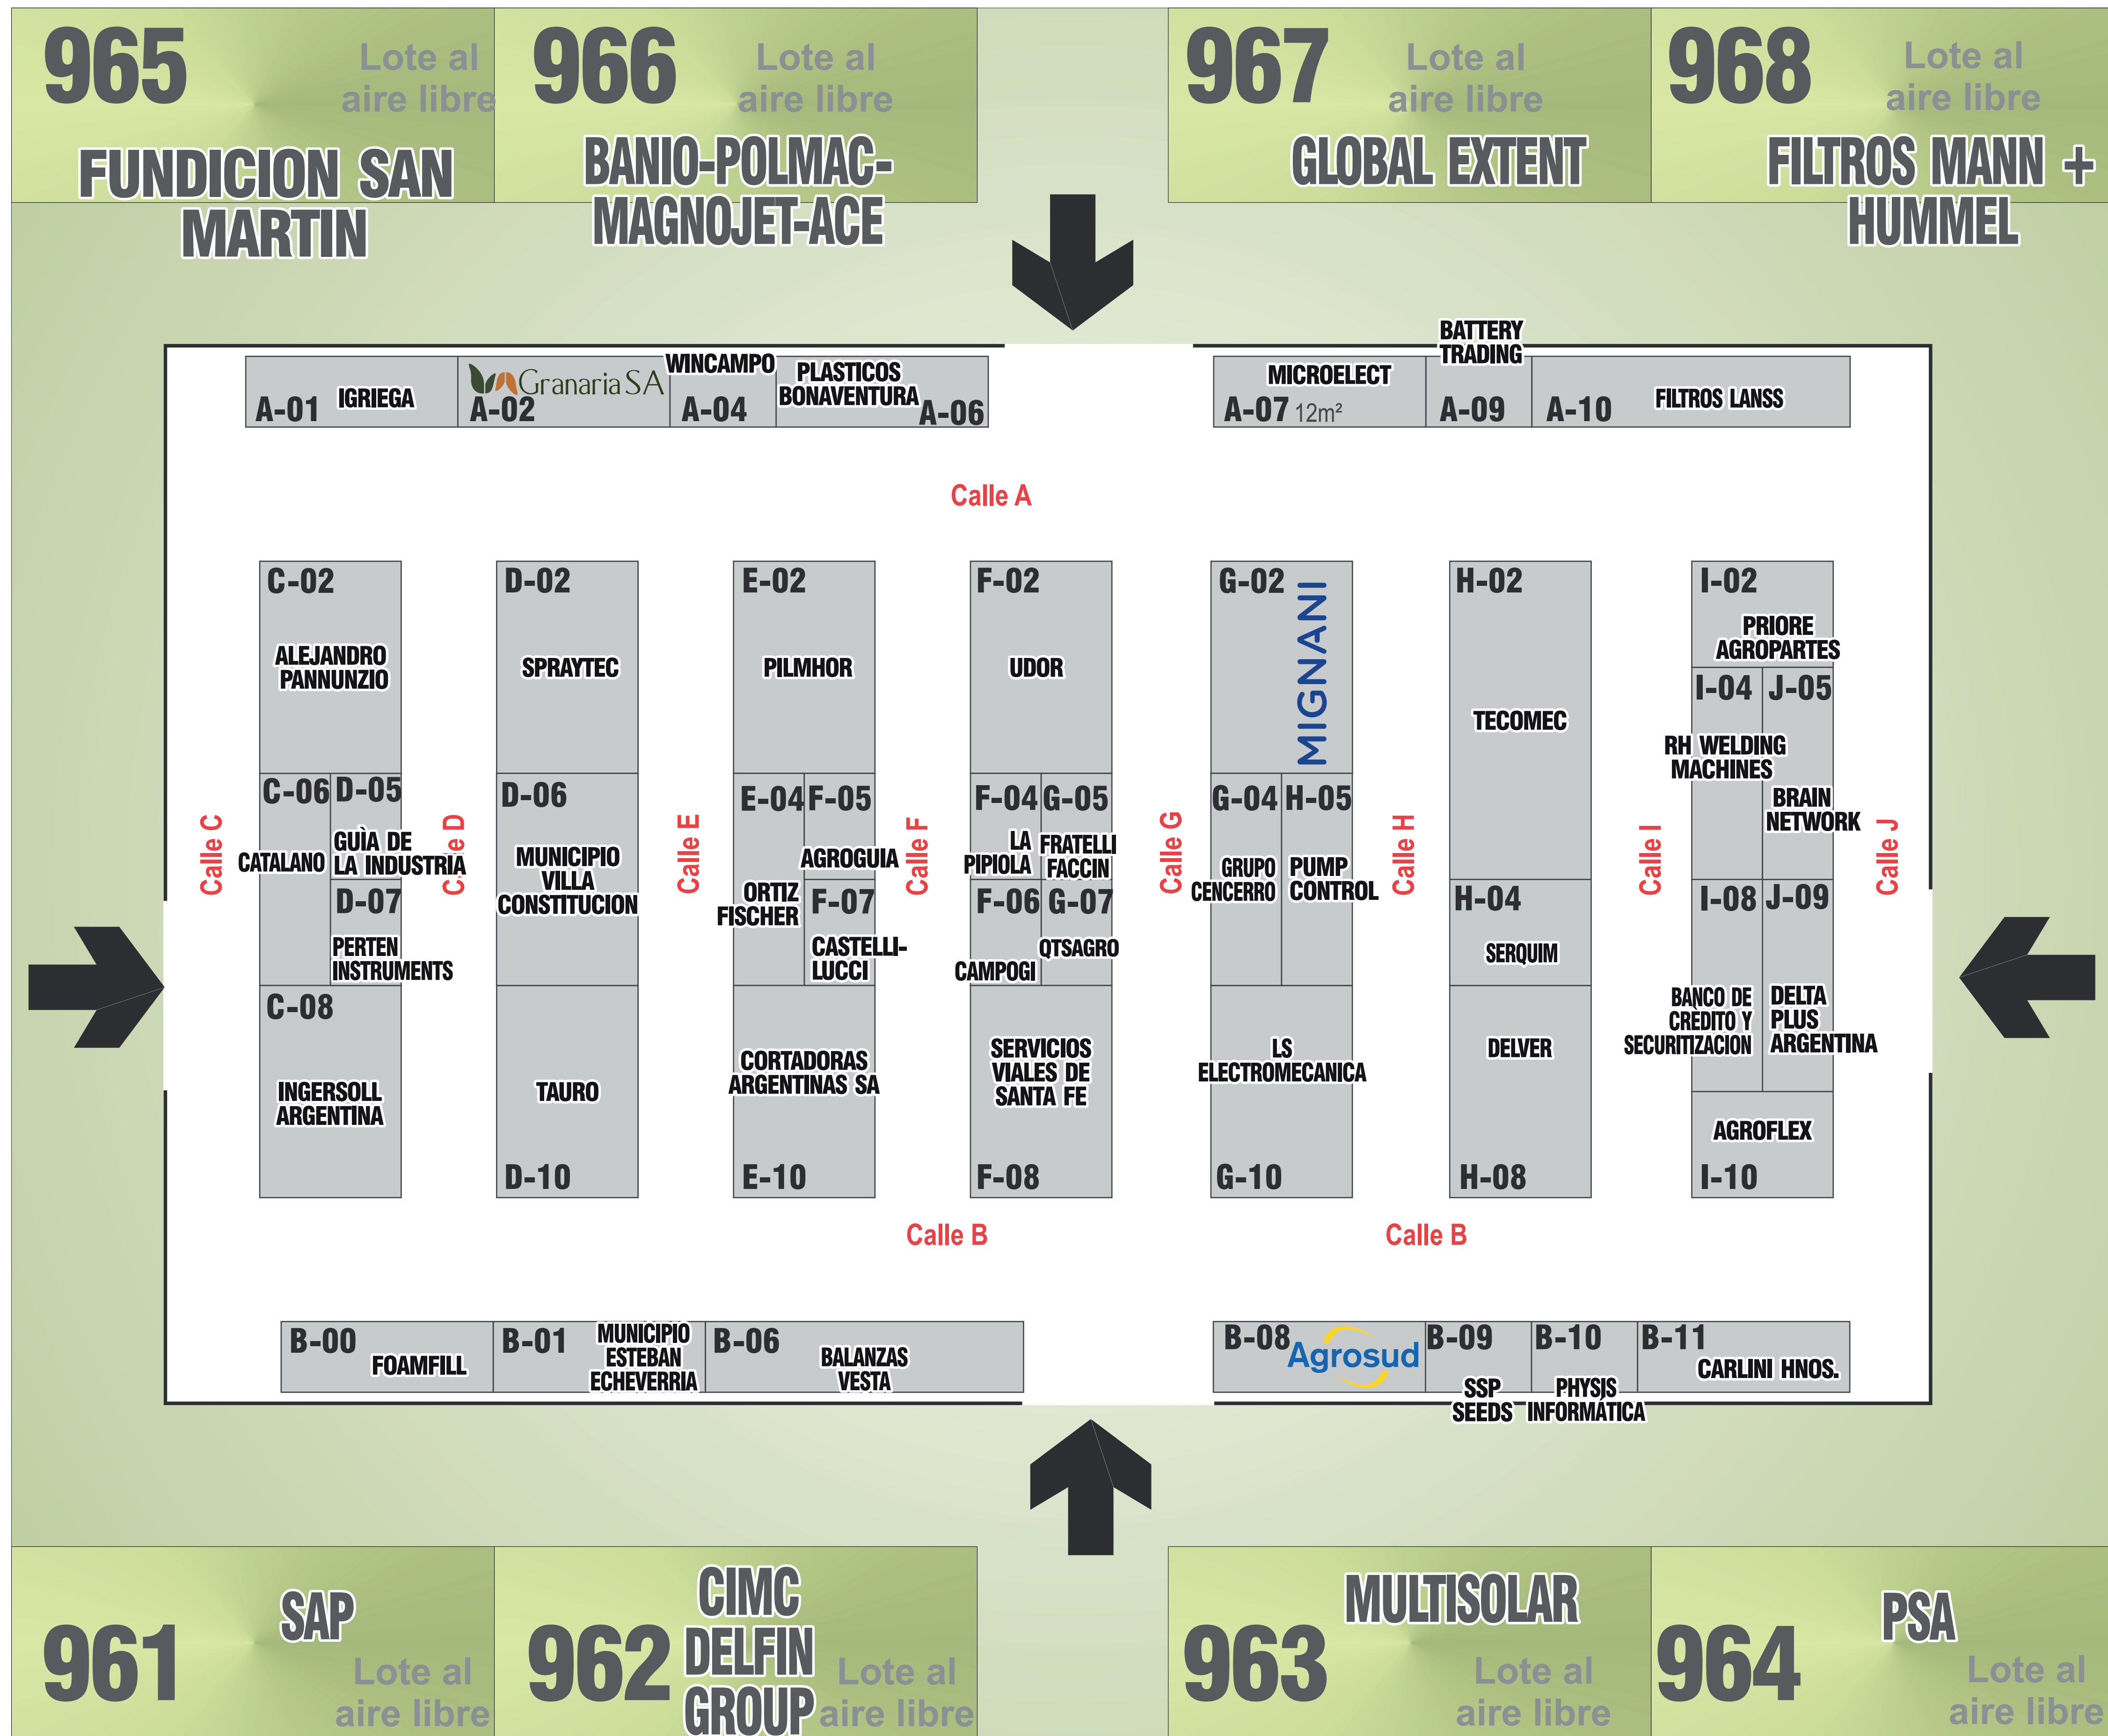 965
Lote al
aire libre
FUNDICION SAN
MARTIN
966
Lote al
aire libre
BANIO-POLMAC-
MAGNOJET-ACE
967
Lote al
aire libre
GLOBAL EXTENT
968
Lote al
aire libre
FILTROS MANN +
HUMMEL
A-01
IGRIEGA
Granaria SA
A-02
WINCAMPO
A-04
PLASTICOS
BONAVENTURA
A-06
MICROELECT
A-07 12m²
BATTERY
TRADING
A-09
A-10
FILTROS LANSS
Calle A
C-02
ALEJANDRO
PANNUNZIO
D-02
SPRAYTEC
E-02
PILMHOR
F-02
UDOR
G-02
MIGNANI
H-02
TECOMEC
I-02
PRIORE
AGROPARTES
I-04
RH WELDING
MACHINES
J-05
BRAIN
NETWORK
Calle C
C-06
CATALANO
D-05
GUÌA DE
LA INDUSTRIA
D-07
PERTEN
INSTRUMENTS
Calle D
D-06
MUNICIPIO
VILLA
CONSTITUCION
Calle E
E-04
ORTIZ
FISCHER
F-05
AGROGUIA
F-07
CASTELLI-
LUCCI
Calle F
F-04
LA
PIPIOLA
G-05
FRATELLI
FACCIN
F-06
CAMPOGI
G-07
QTSAGRO
Calle G
G-04
GRUPO
CENCERRO
H-05
PUMP
CONTROL
Calle H
H-04
SERQUIM
Calle I
I-08
BANCO DE
CRÉDITO Y
SECURITIZACION
J-09
DELTA
PLUS
ARGENTINA
Calle J
C-08
INGERSOLL
ARGENTINA
TAURO
D-10
CORTADORAS
ARGENTINAS SA
E-10
SERVICIOS
VIALES DE
SANTA FE
F-08
LS
ELECTROMECANICA
G-10
DELVER
H-08
AGROFLEX
I-10
Calle B
Calle B
B-00
FOAMFILL
B-01
MUNICIPIO
ESTEBAN
ECHEVERRIA
B-06
BALANZAS
VESTA
B-08
Agrosud
B-09
SSP
SEEDS
B-10
PHYSIS
INFORMÁTICA
B-11
CARLINI HNOS.
961
SAP
Lote al
aire libre
962
CIMC
DELFIN
GROUP
Lote al
aire libre
963
MULTISOLAR
Lote al
aire libre
964
PSA
Lote al
aire libre